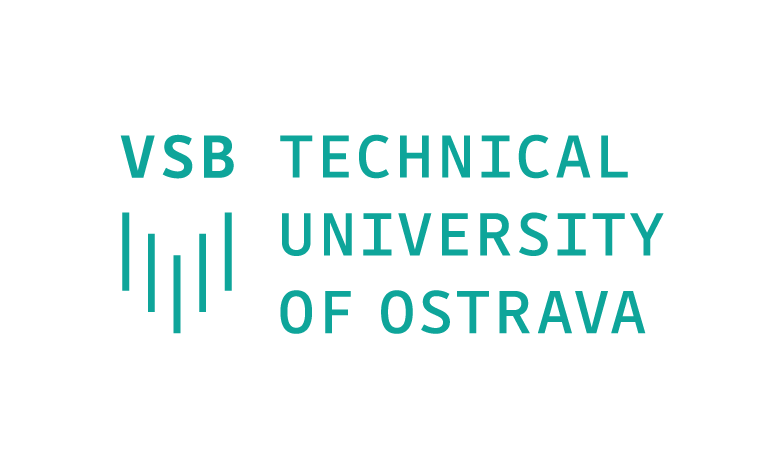 VSB TECHNICAL
UNIVERSITY
OF OSTRAVA